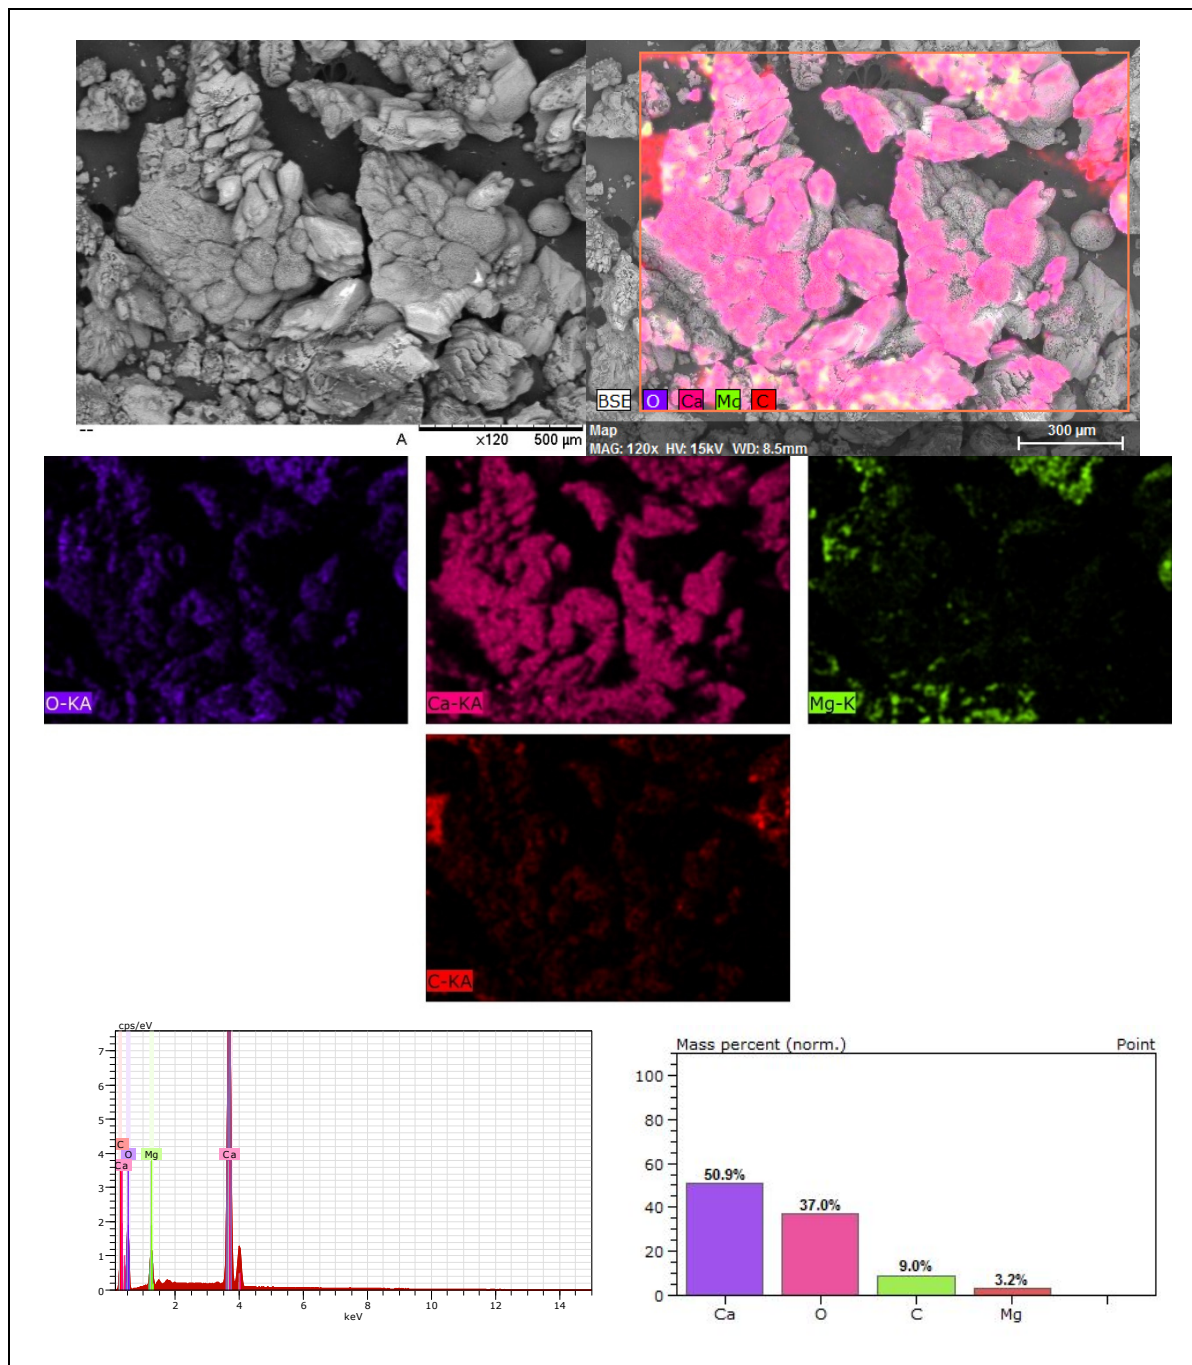 --
A ×120 500 µm
BSE O Ca Mg C
Map
MAG: 120x HV: 15kV WD: 8.5mm
300 µm
O-KA
Ca-KA
Mg-K
C-KA
cps/eV
7
6
5
4
3
2
1
0
C
Ca
O
Mg
Ca
2 4 6 8 10 12 14
keV
Mass percent (norm.) Point
100
80
60
40
20
0
50.9%
37.0%
9.0%
3.2%
Ca O C Mg